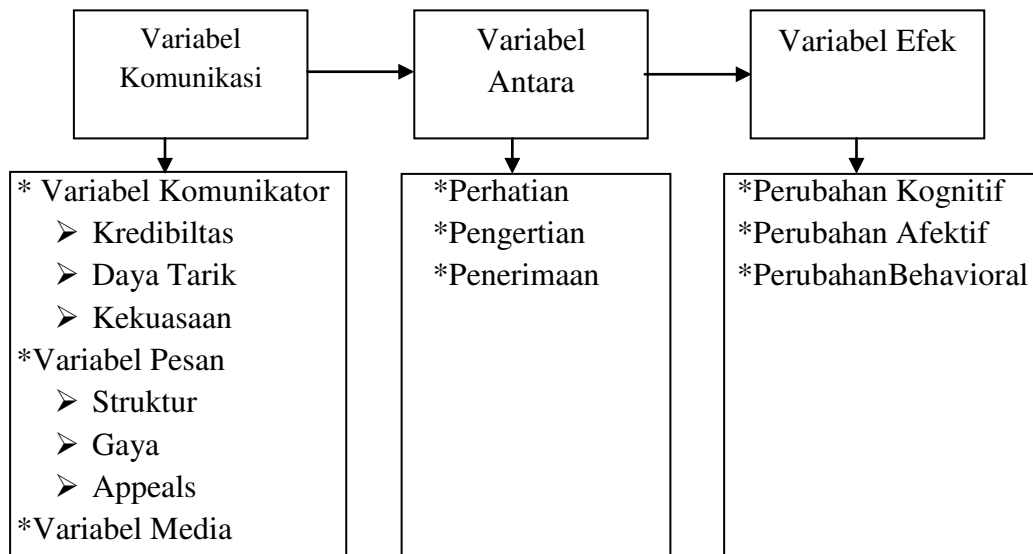 Variabel
Komunikasi
Variabel
Antara
Variabel Efek
* Variabel Komunikator
➢ Kredibiltas
➢ Daya Tarik
➢ Kekuasaan
*Variabel Pesan
➢ Struktur
➢ Gaya
➢ Appeals
*Variabel Media
*Perhatian
*Pengertian
*Penerimaan
*Perubahan Kognitif
*Perubahan Afektif
*PerubahanBehavioral